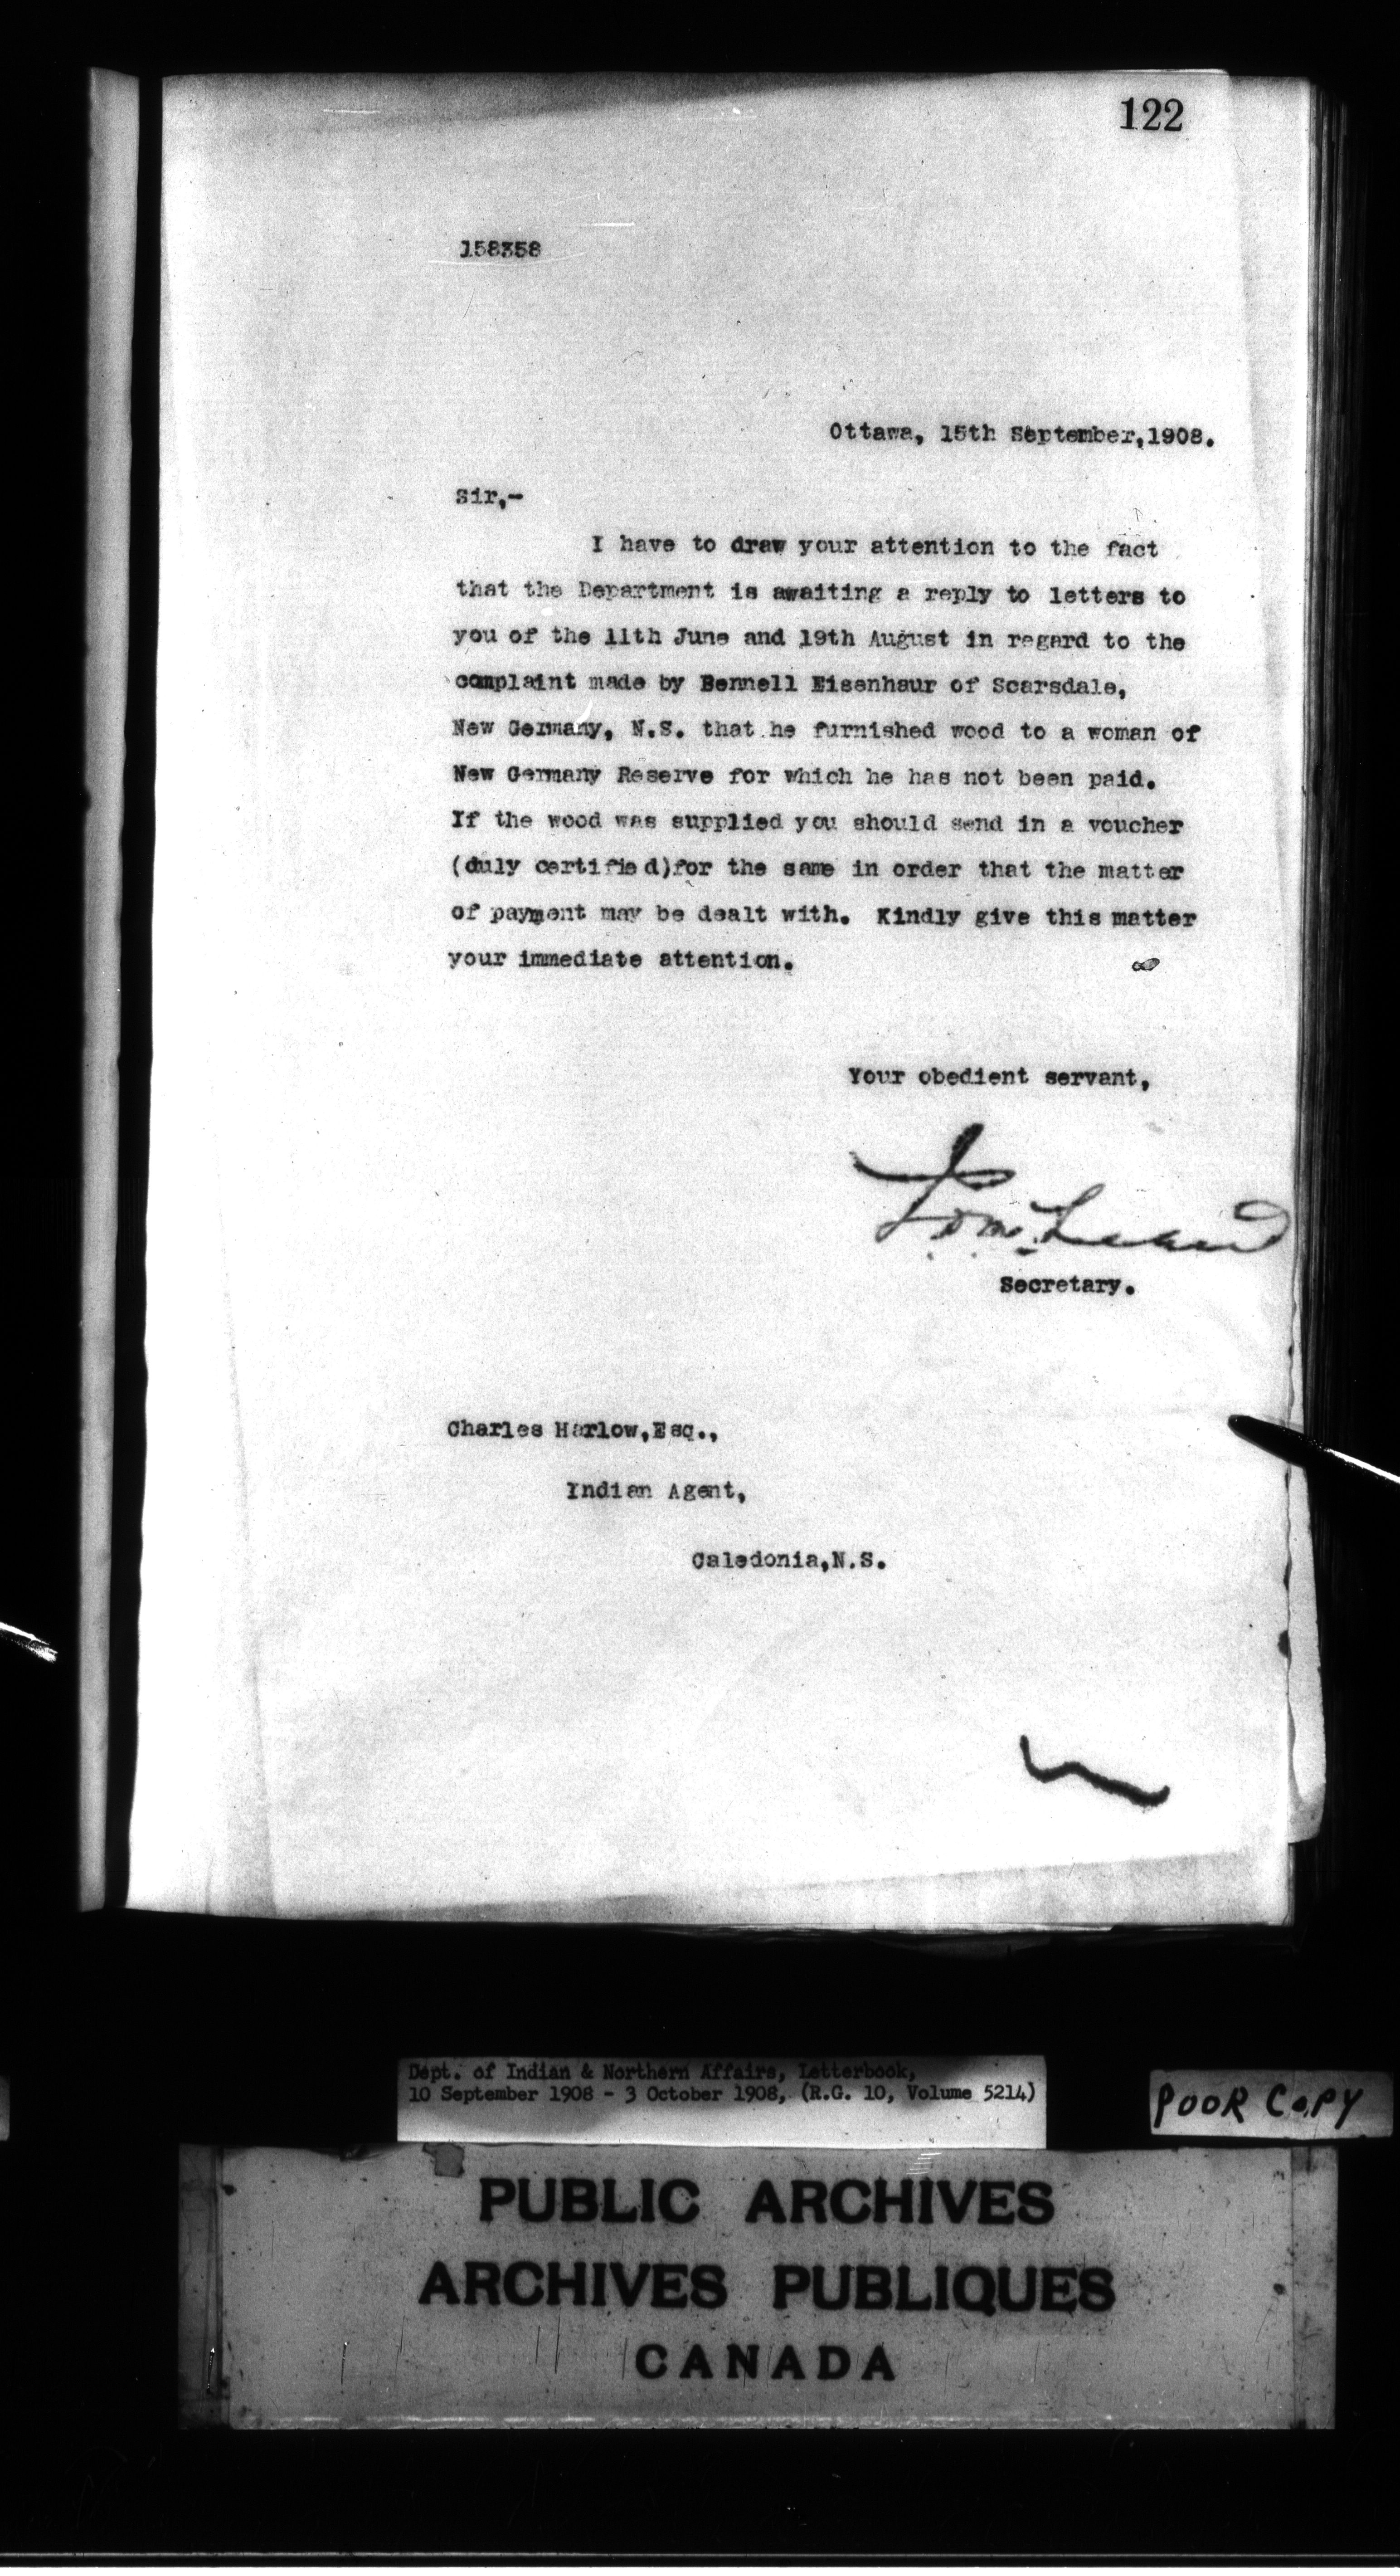 122
158358
Ottawa, 15th September,1908.
Sir,-
I have to draw your attention to the fact
that the Department is awaiting a reply to letters to
you of the 11th June and 19th August in regard to the
complaint made by Bennell Eisenhaur of Scarsdale,
New Germany, N.S. that he furnished wood to a woman of
New Germany Reserve for which he has not been paid.
If the wood was supplied you should send in a voucher
(duly certified)for the same in order that the matter
of payment may be dealt with. Kindly give this matter
your immediate attention.
Your obedient servant,
Secretary.
Charles Harlow,Esq.,
Indian Agent,
Caledonia,N.S.
Dept. of Indian & Northern Affairs, Letterbook,
10 September 1908 - 3 October 1908, (R.G. 10, Volume 5214)
POOR COPY
PUBLIC ARCHIVES
ARCHIVES PUBLIQUES
CANADA